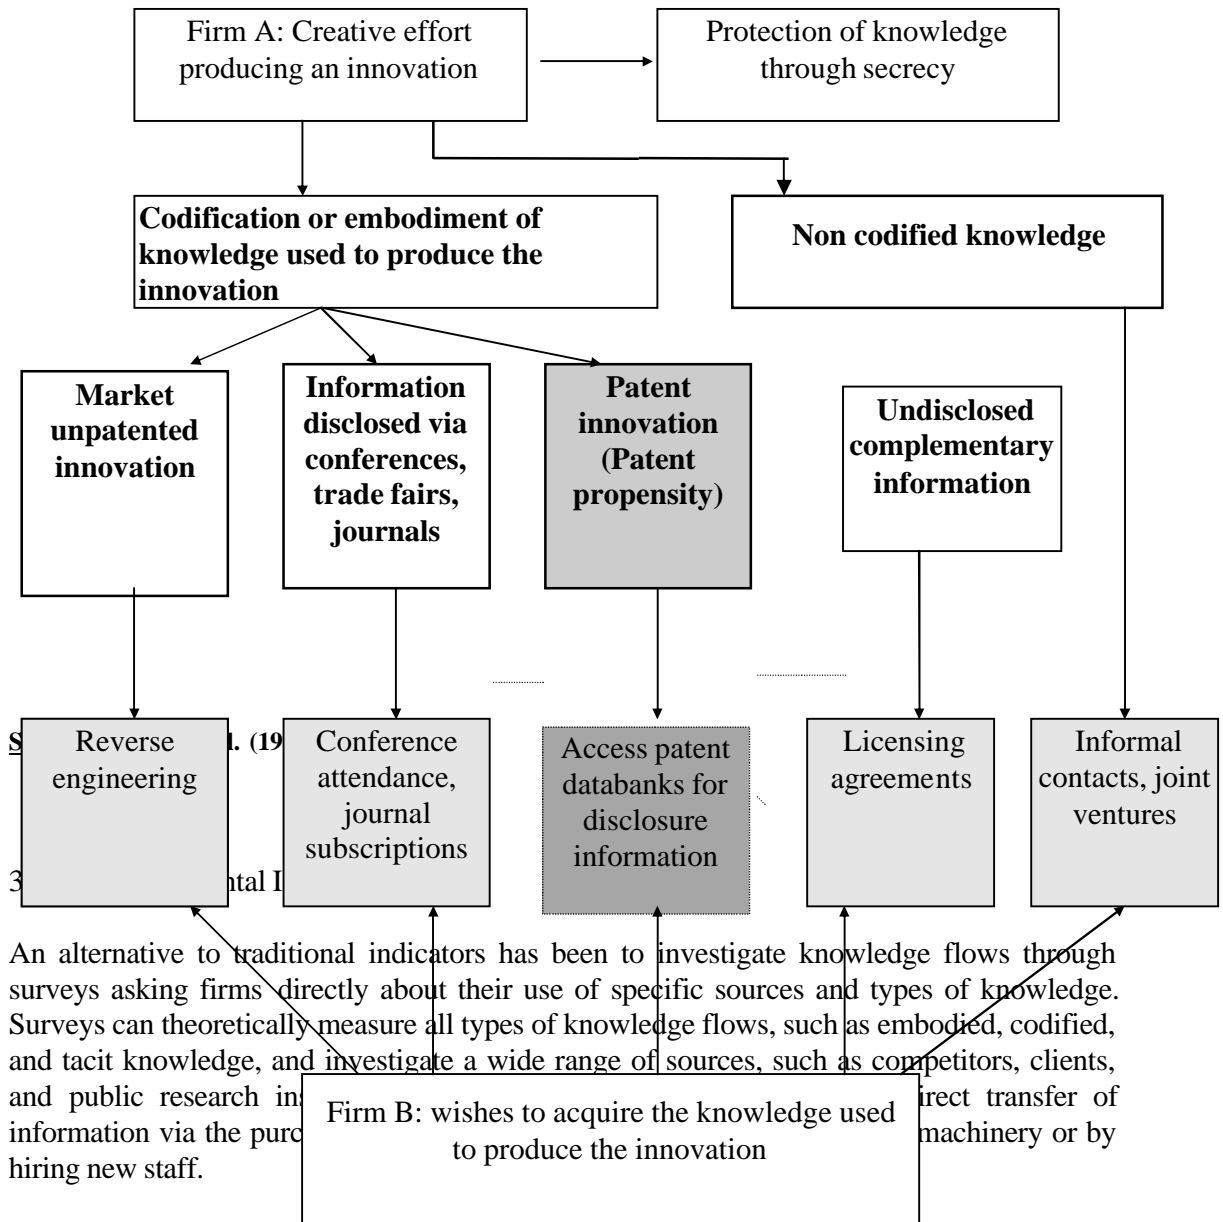 Firm A: Creative effort
producing an innovation
Protection of knowledge
through secrecy
Codification or embodiment of
knowledge used to produce the
innovation
Non codified knowledge
Market
unpatented
innovation
Information
disclosed via
conferences,
trade fairs,
journals
Patent
innovation
(Patent
propensity)
Undisclosed
complementary
information
Reverse
engineering
Conference
attendance,
journal
subscriptions
Access patent
databanks for
disclosure
information
Licensing
agreements
Informal
contacts, joint
ventures
An alternative to traditional indicators has been to investigate knowledge flows through
surveys asking firms directly about their use of specific sources and types of knowledge.
Surveys can theoretically measure all types of knowledge flows, such as embodied, codified,
and tacit knowledge, and investigate a wide range of sources, such as competitors, clients,
and public research transfer of
information via the machinery or by
hiring new staff.
Firm B: wishes to acquire the knowledge used
to produce the innovation